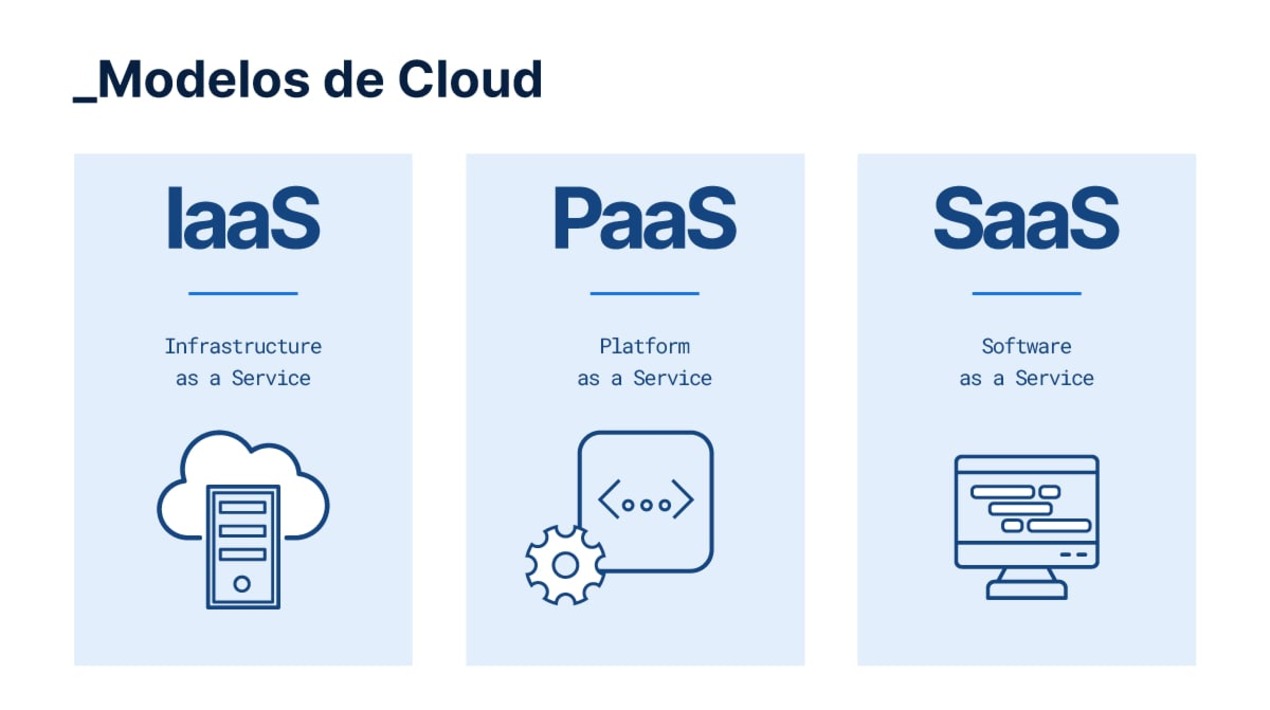 _Modelos de Cloud
IaaS
Infrastructure
as a Service
PaaS
Platform
as a Service
SaaS
Software
as a Service